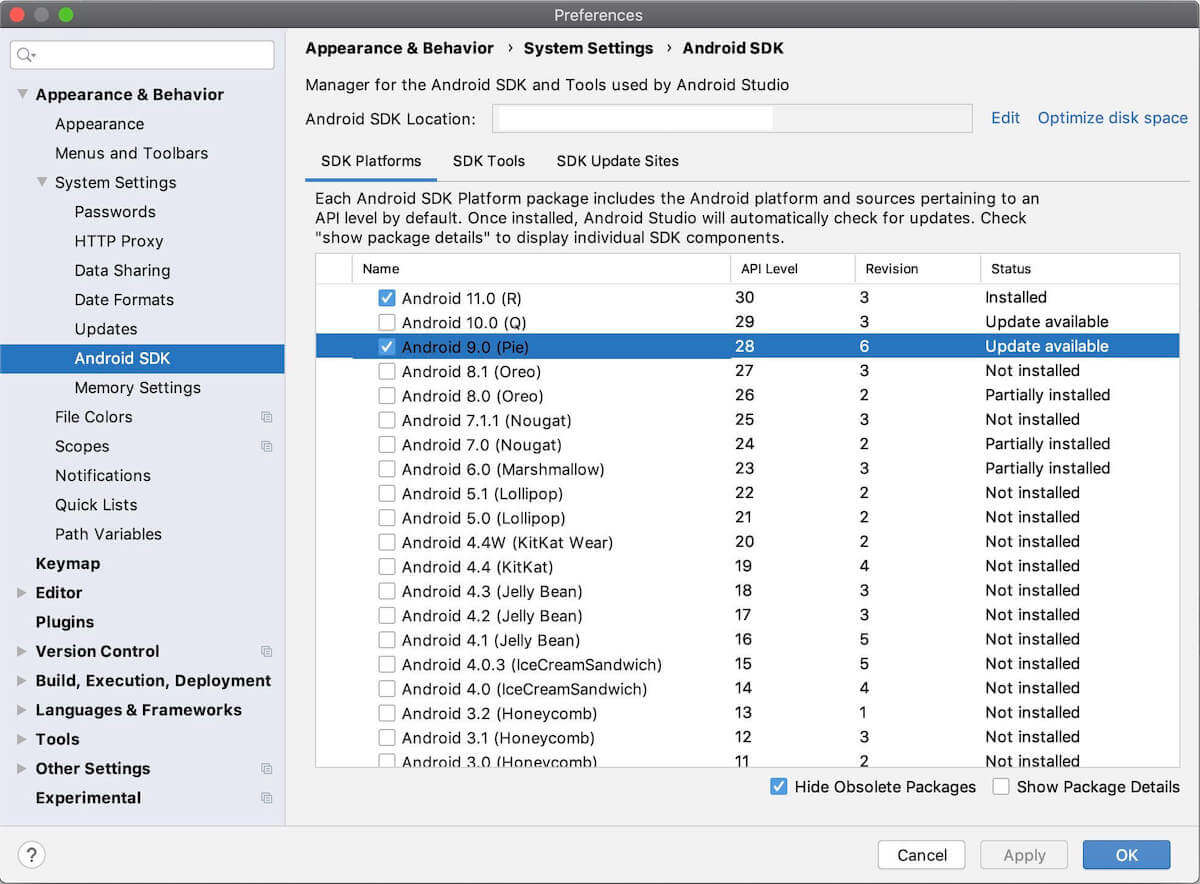 Preferences
Appearance & Behavior
Appearance
Menus and Toolbars
System Settings
Passwords
HTTP Proxy
Data Sharing
Date Formats
Updates
Android SDK
Memory Settings
File Colors
Scopes
Notifications
Quick Lists
Path Variables
Keymap
Editor
Plugins
Version Control
Build, Execution, Deployment
Languages & Frameworks
Tools
Other Settings
Experimental
Appearance & Behavior › System Settings › Android SDK
Manager for the Android SDK and Tools used by Android Studio
Android SDK Location: Edit Optimize disk space
SDK Platforms SDK Tools SDK Update Sites
Each Android SDK Platform package includes the Android platform and sources pertaining to an
API level by default. Once installed, Android Studio will automatically check for updates. Check
"show package details" to display individual SDK components.
Name API Level Revision Status
Android 11.0 (R) 30 3 Installed
Android 10.0 (Q) 29 3 Update available
Android 9.0 (Pie) 28 6 Update available
Android 8.1 (Oreo) 27 3 Not installed
Android 8.0 (Oreo) 26 2 Partially installed
Android 7.1.1 (Nougat) 25 3 Not installed
Android 7.0 (Nougat) 24 2 Partially installed
Android 6.0 (Marshmallow) 23 3 Partially installed
Android 5.1 (Lollipop) 22 2 Not installed
Android 5.0 (Lollipop) 21 2 Not installed
Android 4.4W (KitKat Wear) 20 2 Not installed
Android 4.4 (KitKat) 19 4 Not installed
Android 4.3 (Jelly Bean) 18 3 Not installed
Android 4.2 (Jelly Bean) 17 3 Not installed
Android 4.1 (Jelly Bean) 16 5 Not installed
Android 4.0.3 (IceCreamSandwich) 15 5 Not installed
Android 4.0 (IceCreamSandwich) 14 4 Not installed
Android 3.2 (Honeycomb) 13 1 Not installed
Android 3.1 (Honeycomb) 12 3 Not installed
Android 3.0 (Honeycomb) 11 2 Not installed
Hide Obsolete Packages Show Package Details
? Cancel Apply OK